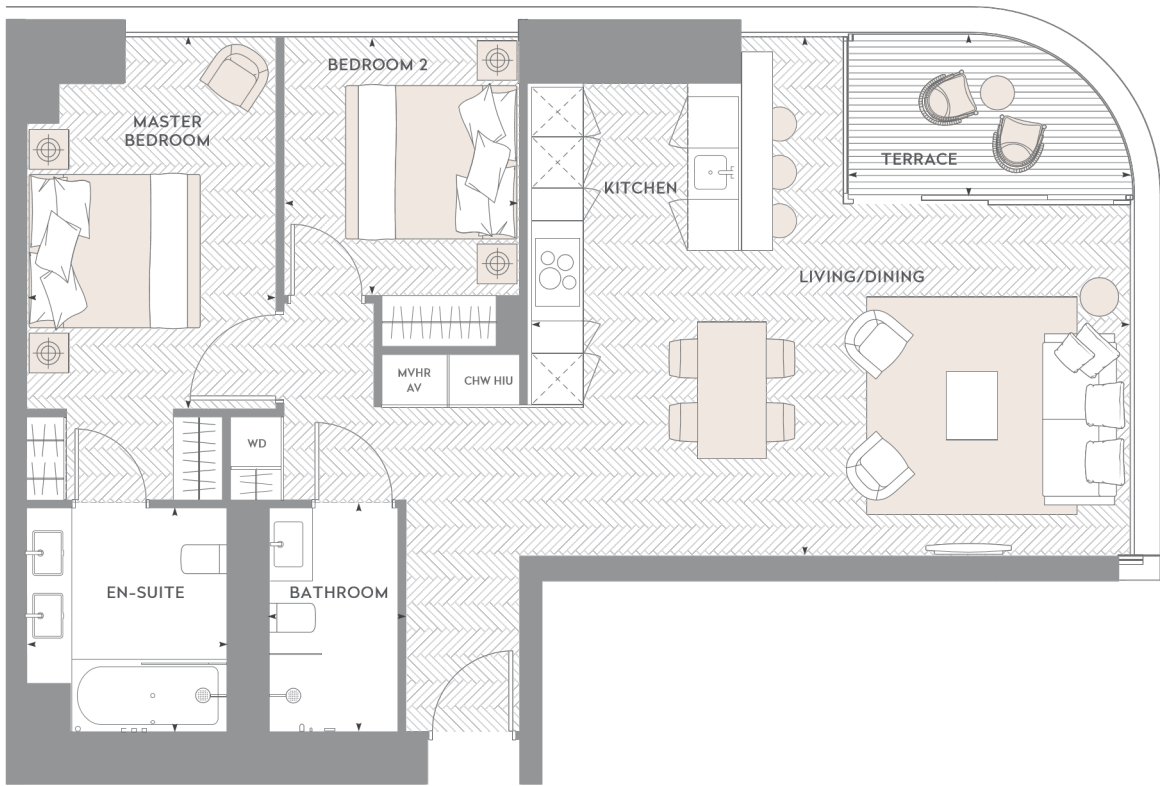 BEDROOM 2
MASTER
BEDROOM
TERRACE
KITCHEN
LIVING/DINING
MVHR
AV
CHW HIU
WD
EN-SUITE
BATHROOM